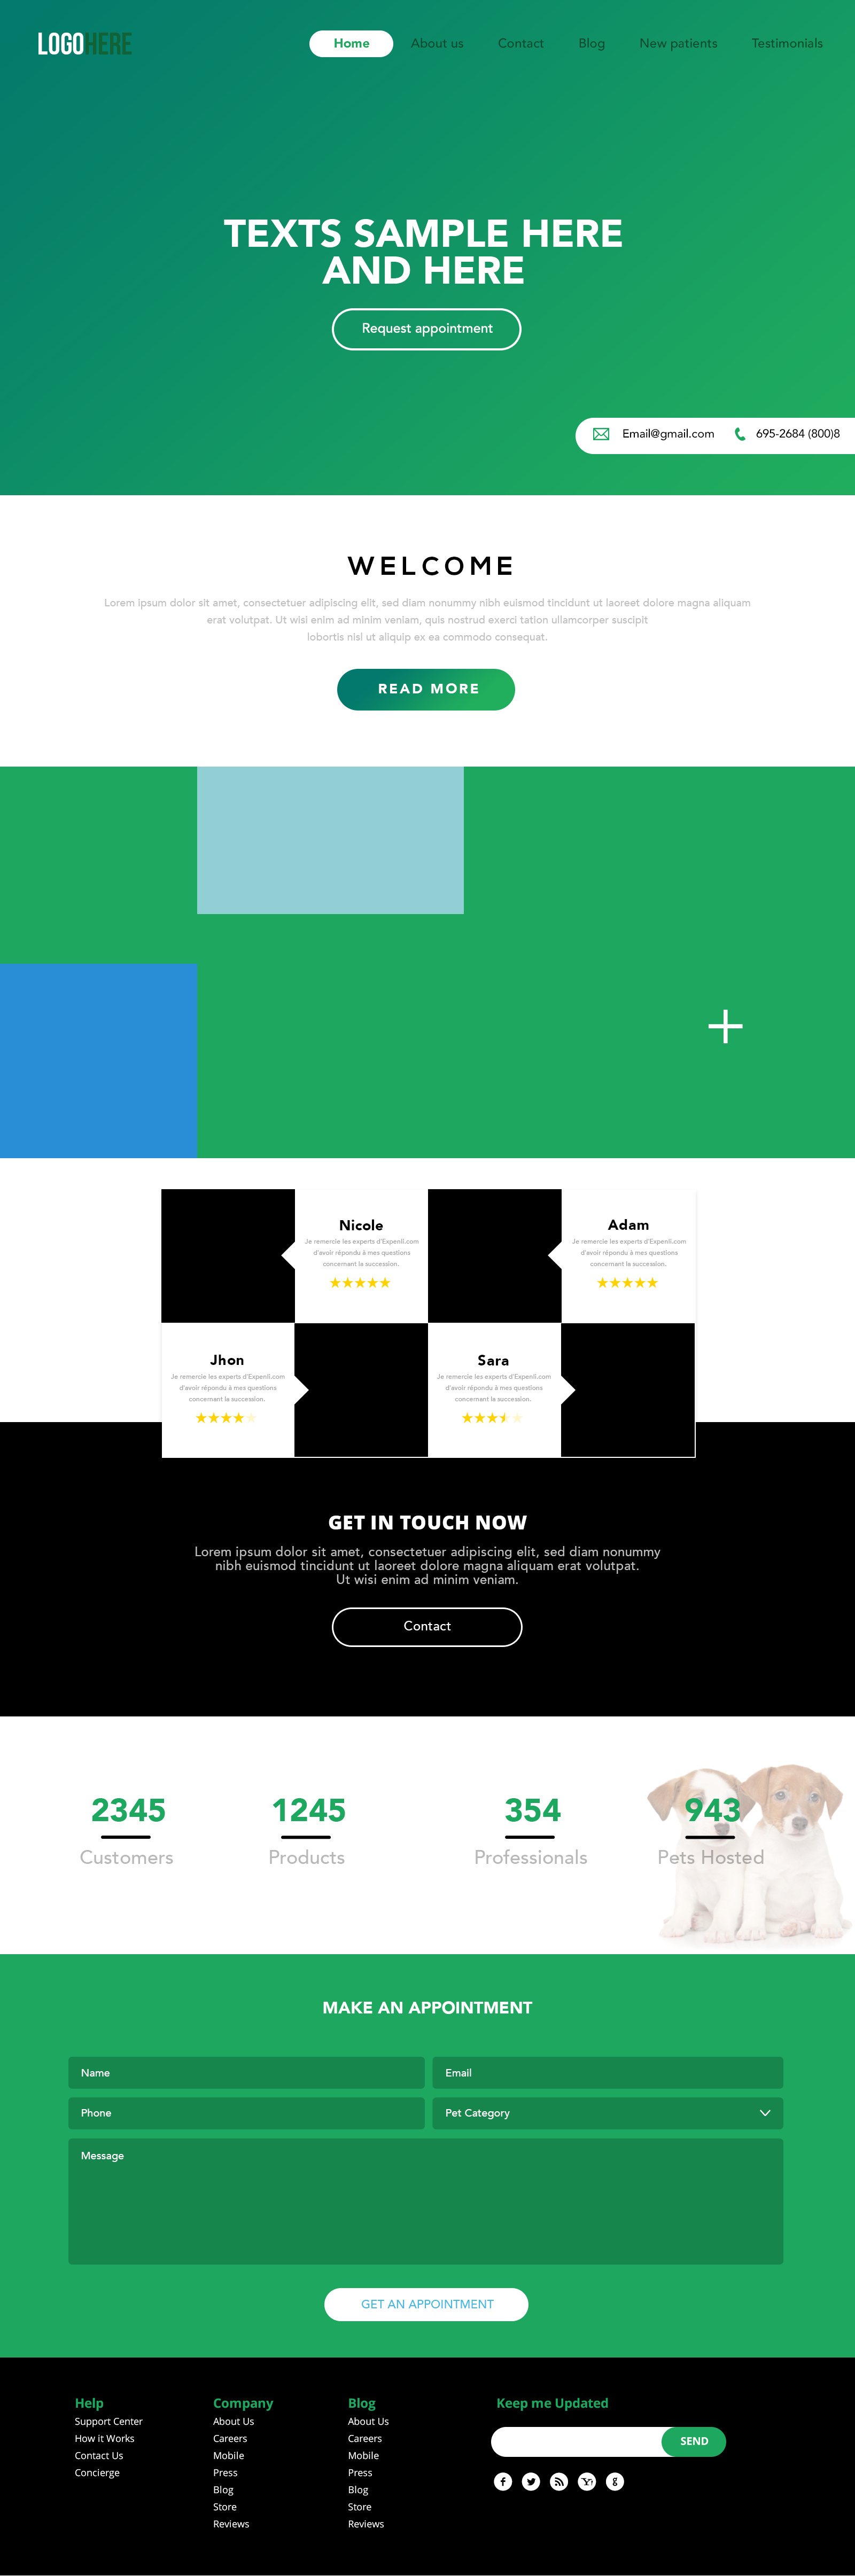 LOGOHERE
Home About us Contact Blog New patients Testimonials
TEXTS SAMPLE HERE
AND HERE
Request appointment
Email@gmail.com 695-2684 (800)8
WELCOME
Lorem ipsum dolor sit amet, consectetuer adipiscing elit, sed diam nonummy nibh euismod tincidunt ut laoreet dolore magna aliquam
erat volutpat. Ut wisi enim ad minim veniam, quis nostrud exerci tation ullamcorper suscipit
lobortis nisl ut aliquip ex ea commodo consequat.
READ MORE
Nicole
Je remercie les experts d'Expenli.com
d'avoir répondu à mes questions
concernant la succession.
Adam
Je remercie les experts d'Expenli.com
d'avoir répondu à mes questions
concernant la succession.
Jhon
Je remercie les experts d'Expenli.com
d'avoir répondu à mes questions
concernant la succession.
Sara
Je remercie les experts d'Expenli.com
d'avoir répondu à mes questions
concernant la succession.
GET IN TOUCH NOW
Lorem ipsum dolor sit amet, consectetuer adipiscing elit, sed diam nonummy
nibh euismod tincidunt ut laoreet dolore magna aliquam erat volutpat.
Ut wisi enim ad minim veniam.
Contact
2345 1245 354 943
Customers Products Professionals Pets Hosted
MAKE AN APPOINTMENT
Name Email
Phone Pet Category
Message
GET AN APPOINTMENT
Help
Support Center
How it Works
Contact Us
Concierge
Company
About Us
Careers
Mobile
Press
Blog
Store
Reviews
Blog
About Us
Careers
Mobile
Press
Blog
Store
Reviews
Keep me Updated
SEND